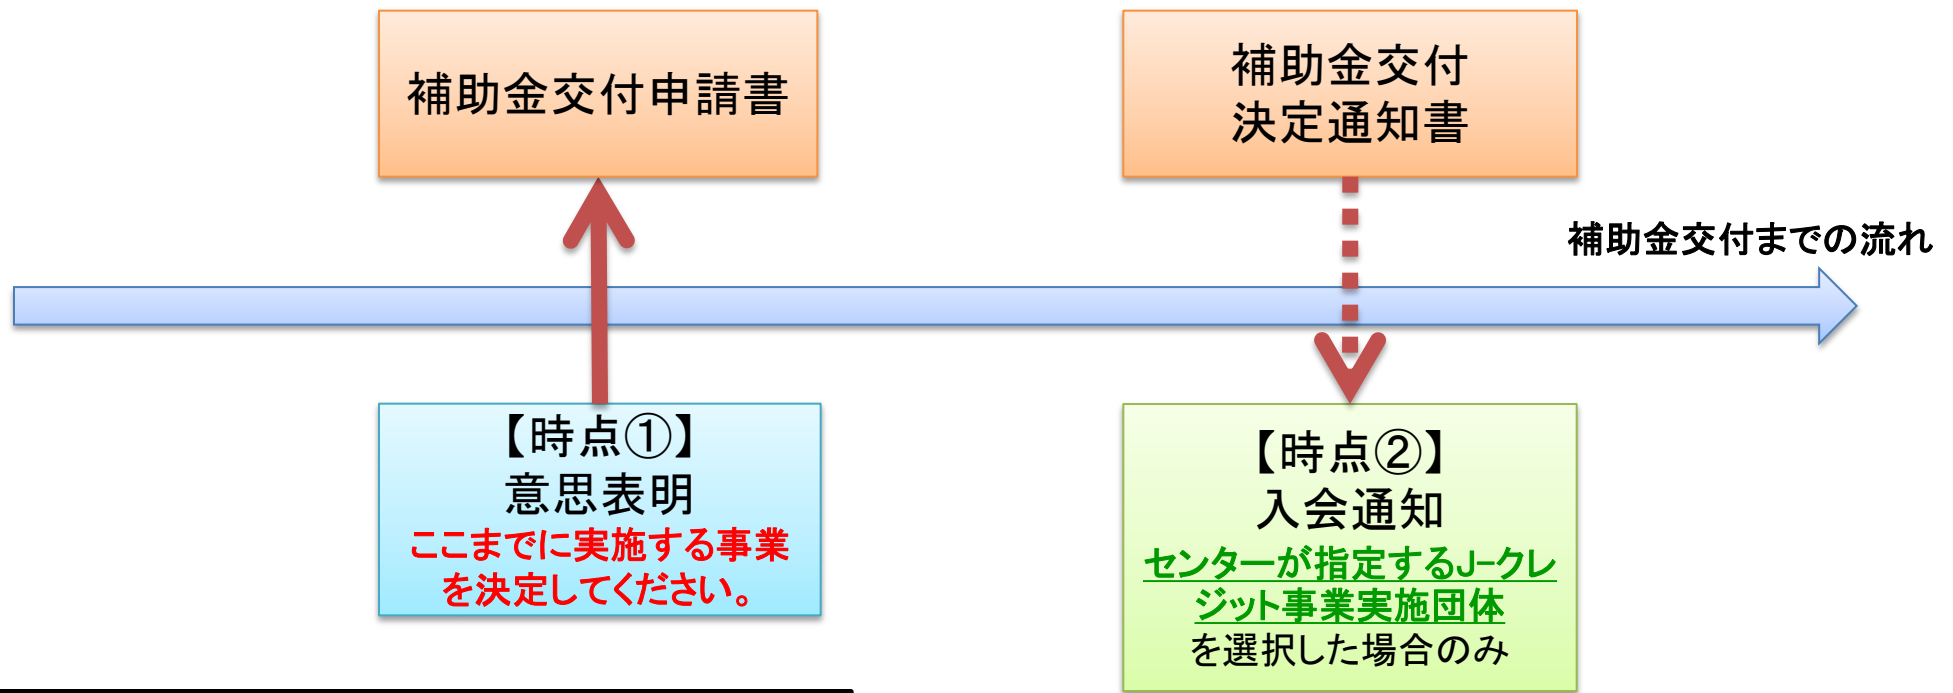 補助金交付申請書
補助金交付
決定通知書
補助金交付までの流れ
【時点①】
意思表明
ここまでに実施する事業
を決定してください。
【時点②】
入会通知
センターが指定するJ-クレ
ジット事業実施団体
を選択した場合のみ